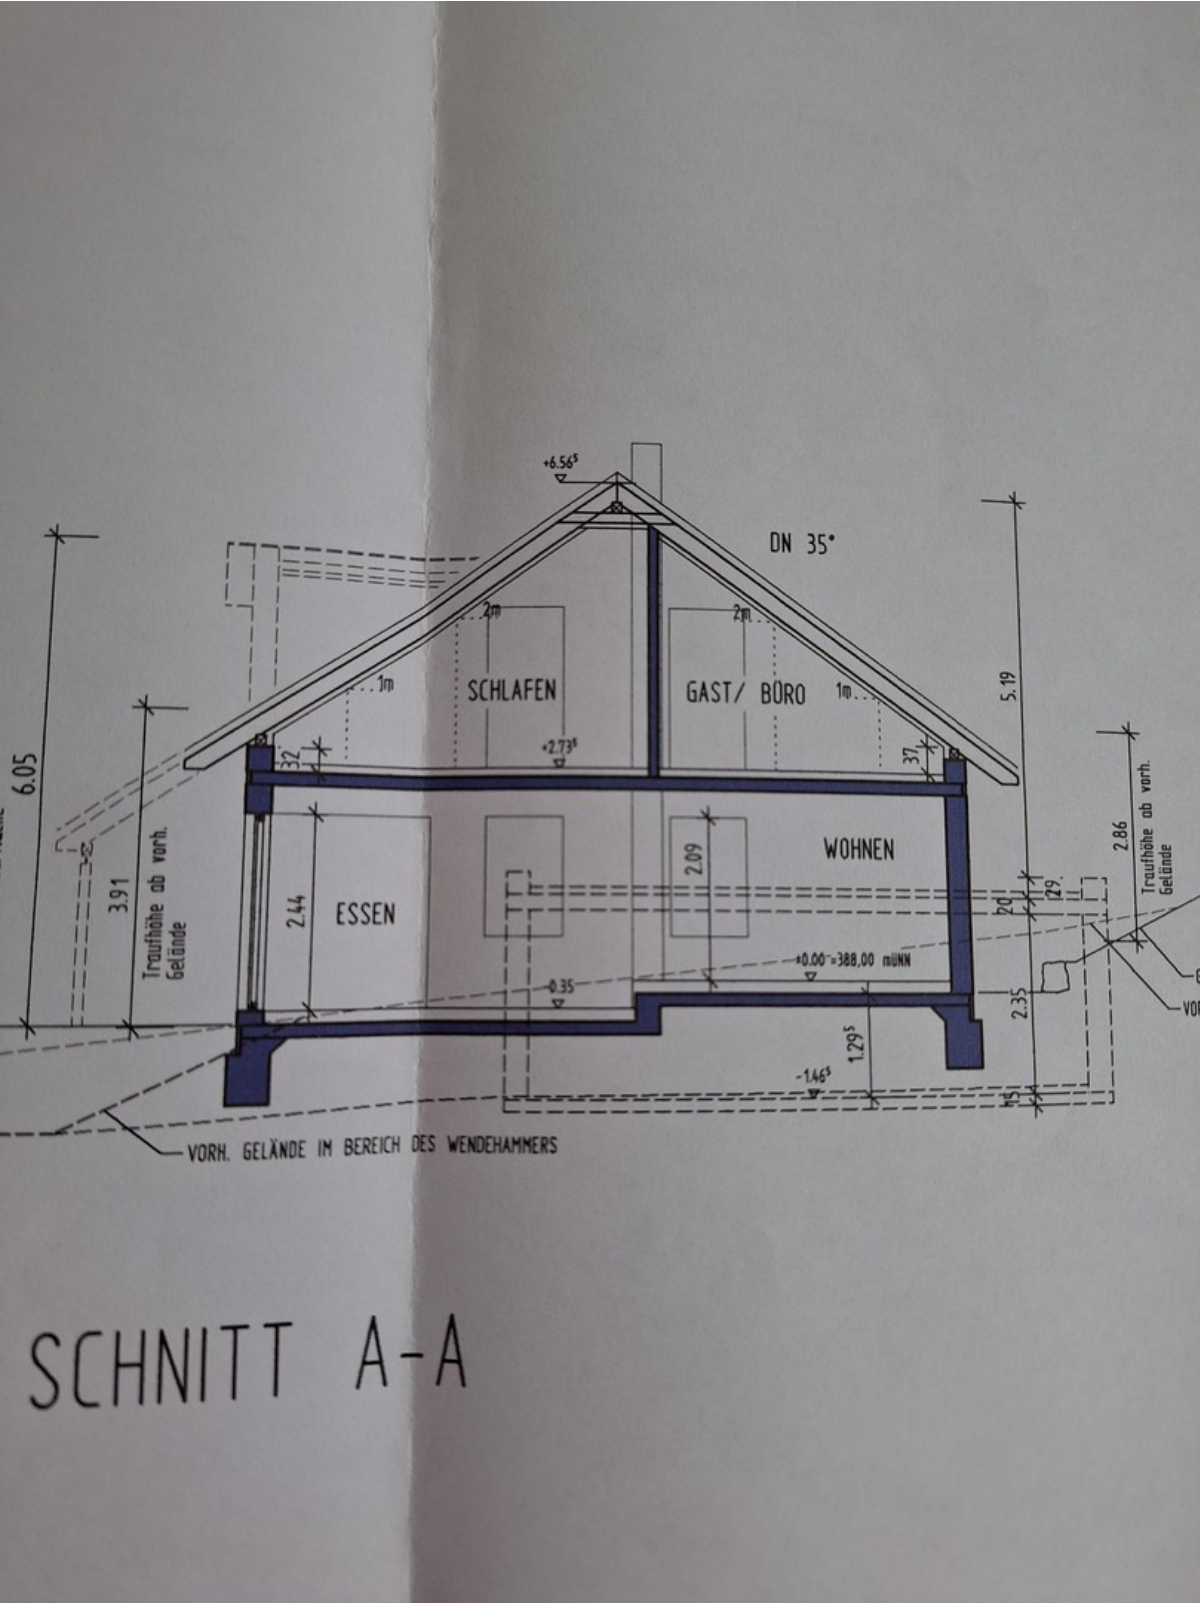 +6.56⁵
DN 35°
2m
2m
1m
SCHLAFEN
GAST/ BÜRO
1m
5.19
6.05
+2.73⁵
32
37
3.91
Traufhöhe ab vorh.
Gelände
2.44
ESSEN
2.09
WOHNEN
2.86
Traufhöhe ab vorh.
Gelände
20
29
±0.00=388,00 müNN
-0.35
2.35
1.29⁵
-1.46⁵
15
VORH. GELÄNDE IM BEREICH DES WENDEHAMMERS
SCHNITT A-A